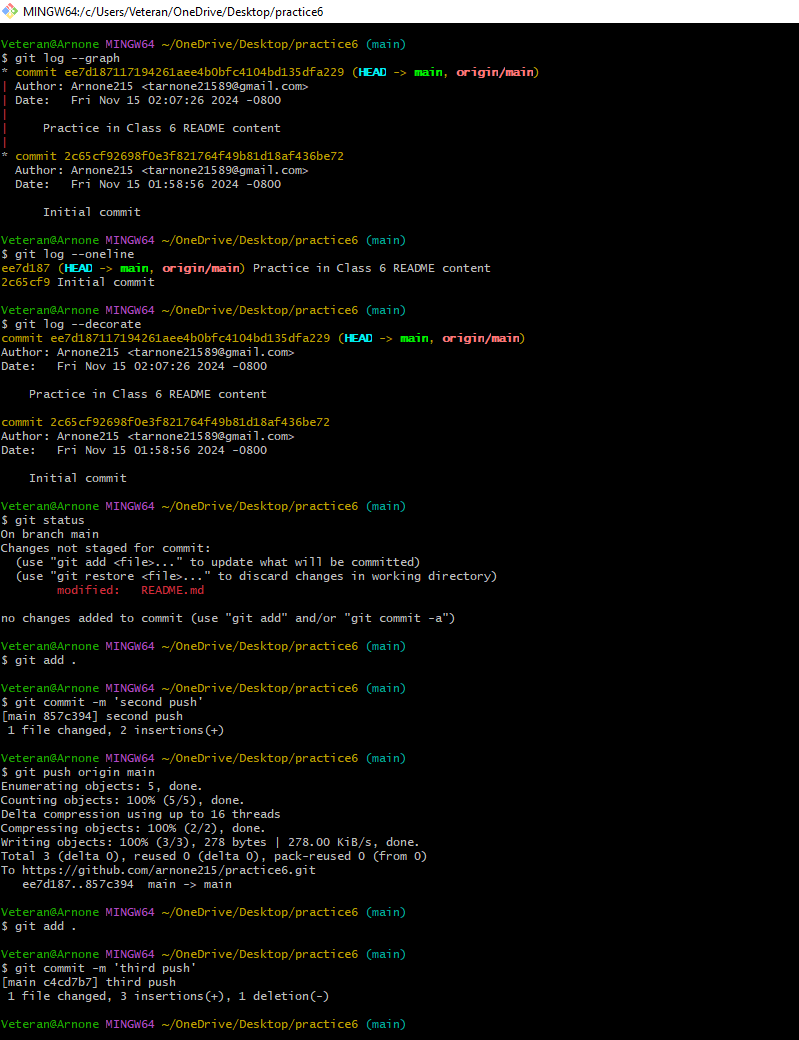 MINGW64:/c/Users/Veteran/OneDrive/Desktop/practice6
Veteran@Arnone MINGW64 ~/OneDrive/Desktop/practice6 (main)
$ git log --graph
* commit ee7d187117194261aee4b0bfc4104bd135dfa229 (HEAD -> main, origin/main)
| Author: Arnone215 <tarnone21589@gmail.com>
| Date:   Fri Nov 15 02:07:26 2024 -0800
|
|     Practice in Class 6 README content
|
* commit 2c65cf92698f0e3f821764f49b81d18af436be72
  Author: Arnone215 <tarnone21589@gmail.com>
  Date:   Fri Nov 15 01:58:56 2024 -0800
      Initial commit
Veteran@Arnone MINGW64 ~/OneDrive/Desktop/practice6 (main)
$ git log --oneline
ee7d187 (HEAD -> main, origin/main) Practice in Class 6 README content
2c65cf9 Initial commit
Veteran@Arnone MINGW64 ~/OneDrive/Desktop/practice6 (main)
$ git log --decorate
commit ee7d187117194261aee4b0bfc4104bd135dfa229 (HEAD -> main, origin/main)
Author: Arnone215 <tarnone21589@gmail.com>
Date:   Fri Nov 15 02:07:26 2024 -0800
    Practice in Class 6 README content
commit 2c65cf92698f0e3f821764f49b81d18af436be72
Author: Arnone215 <tarnone21589@gmail.com>
Date:   Fri Nov 15 01:58:56 2024 -0800
    Initial commit
Veteran@Arnone MINGW64 ~/OneDrive/Desktop/practice6 (main)
$ git status
On branch main
Changes not staged for commit:
  (use "git add <file>..." to update what will be committed)
  (use "git restore <file>..." to discard changes in working directory)
        modified:   README.md
no changes added to commit (use "git add" and/or "git commit -a")
Veteran@Arnone MINGW64 ~/OneDrive/Desktop/practice6 (main)
$ git add .
Veteran@Arnone MINGW64 ~/OneDrive/Desktop/practice6 (main)
$ git commit -m 'second push'
[main 857c394] second push
 1 file changed, 2 insertions(+)
Veteran@Arnone MINGW64 ~/OneDrive/Desktop/practice6 (main)
$ git push origin main
Enumerating objects: 5, done.
Counting objects: 100% (5/5), done.
Delta compression using up to 16 threads
Compressing objects: 100% (2/2), done.
Writing objects: 100% (3/3), 278 bytes | 278.00 KiB/s, done.
Total 3 (delta 0), reused 0 (delta 0), pack-reused 0 (from 0)
To https://github.com/arnone215/practice6.git
   ee7d187..857c394  main -> main
Veteran@Arnone MINGW64 ~/OneDrive/Desktop/practice6 (main)
$ git add .
Veteran@Arnone MINGW64 ~/OneDrive/Desktop/practice6 (main)
$ git commit -m 'third push'
[main c4cd7b7] third push
 1 file changed, 3 insertions(+), 1 deletion(-)
Veteran@Arnone MINGW64 ~/OneDrive/Desktop/practice6 (main)